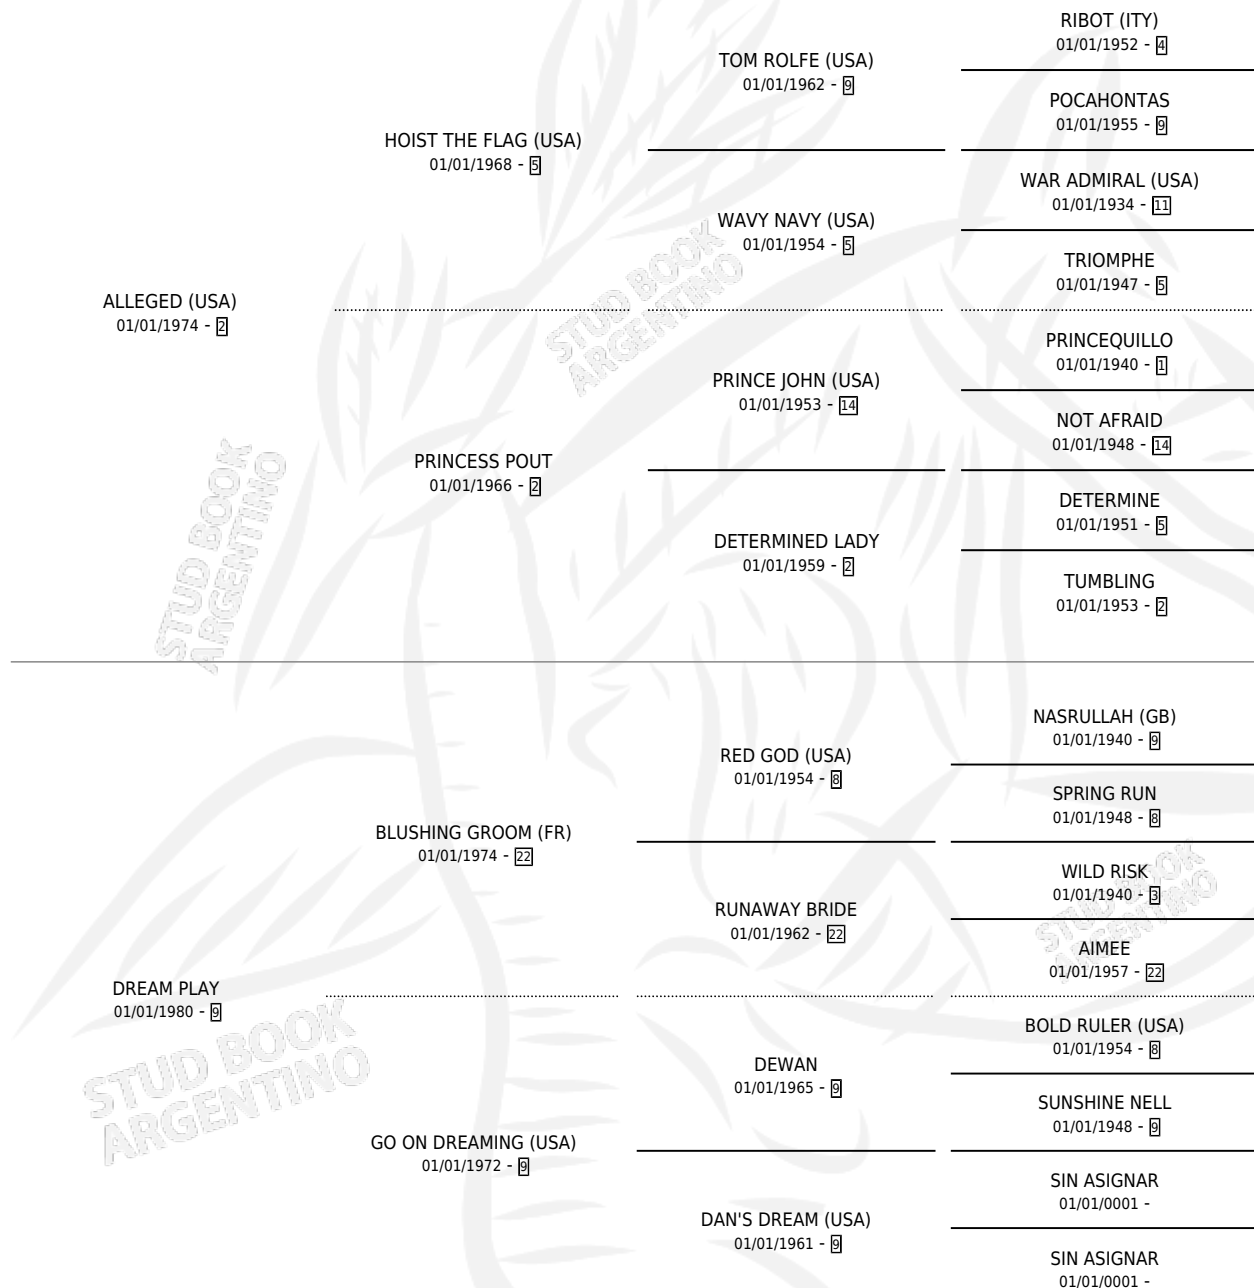 RIBOT (ITY)
01/01/1952 - 4
TOM ROLFE (USA)
01/01/1962 - 9
POCAHONTAS
01/01/1955 - 9
HOIST THE FLAG (USA)
01/01/1968 - 5
WAR ADMIRAL (USA)
01/01/1934 - 11
WAVY NAVY (USA)
01/01/1954 - 5
TRIOMPHE
01/01/1947 - 5
ALLEGED (USA)
01/01/1974 - 2
PRINCEQUILLO
01/01/1940 - 1
PRINCE JOHN (USA)
01/01/1953 - 14
NOT AFRAID
01/01/1948 - 14
PRINCESS POUT
01/01/1966 - 2
DETERMINE
01/01/1951 - 5
DETERMINED LADY
01/01/1959 - 2
TUMBLING
01/01/1953 - 2
NASRULLAH (GB)
01/01/1940 - 9
RED GOD (USA)
01/01/1954 - 8
SPRING RUN
01/01/1948 - 8
BLUSHING GROOM (FR)
01/01/1974 - 22
WILD RISK
01/01/1940 - 3
RUNAWAY BRIDE
01/01/1962 - 22
AIMEE
01/01/1957 - 22
DREAM PLAY
01/01/1980 - 9
BOLD RULER (USA)
01/01/1954 - 8
DEWAN
01/01/1965 - 9
SUNSHINE NELL
01/01/1948 - 9
GO ON DREAMING (USA)
01/01/1972 - 9
SIN ASIGNAR
01/01/0001 -
DAN'S DREAM (USA)
01/01/1961 - 9
SIN ASIGNAR
01/01/0001 -
STUD BOOK
ARGENTINO
STUD BOOK
ARGENTINO
STUD BOOK
ARGENTINO
STUD BOOK
ARGENTINO